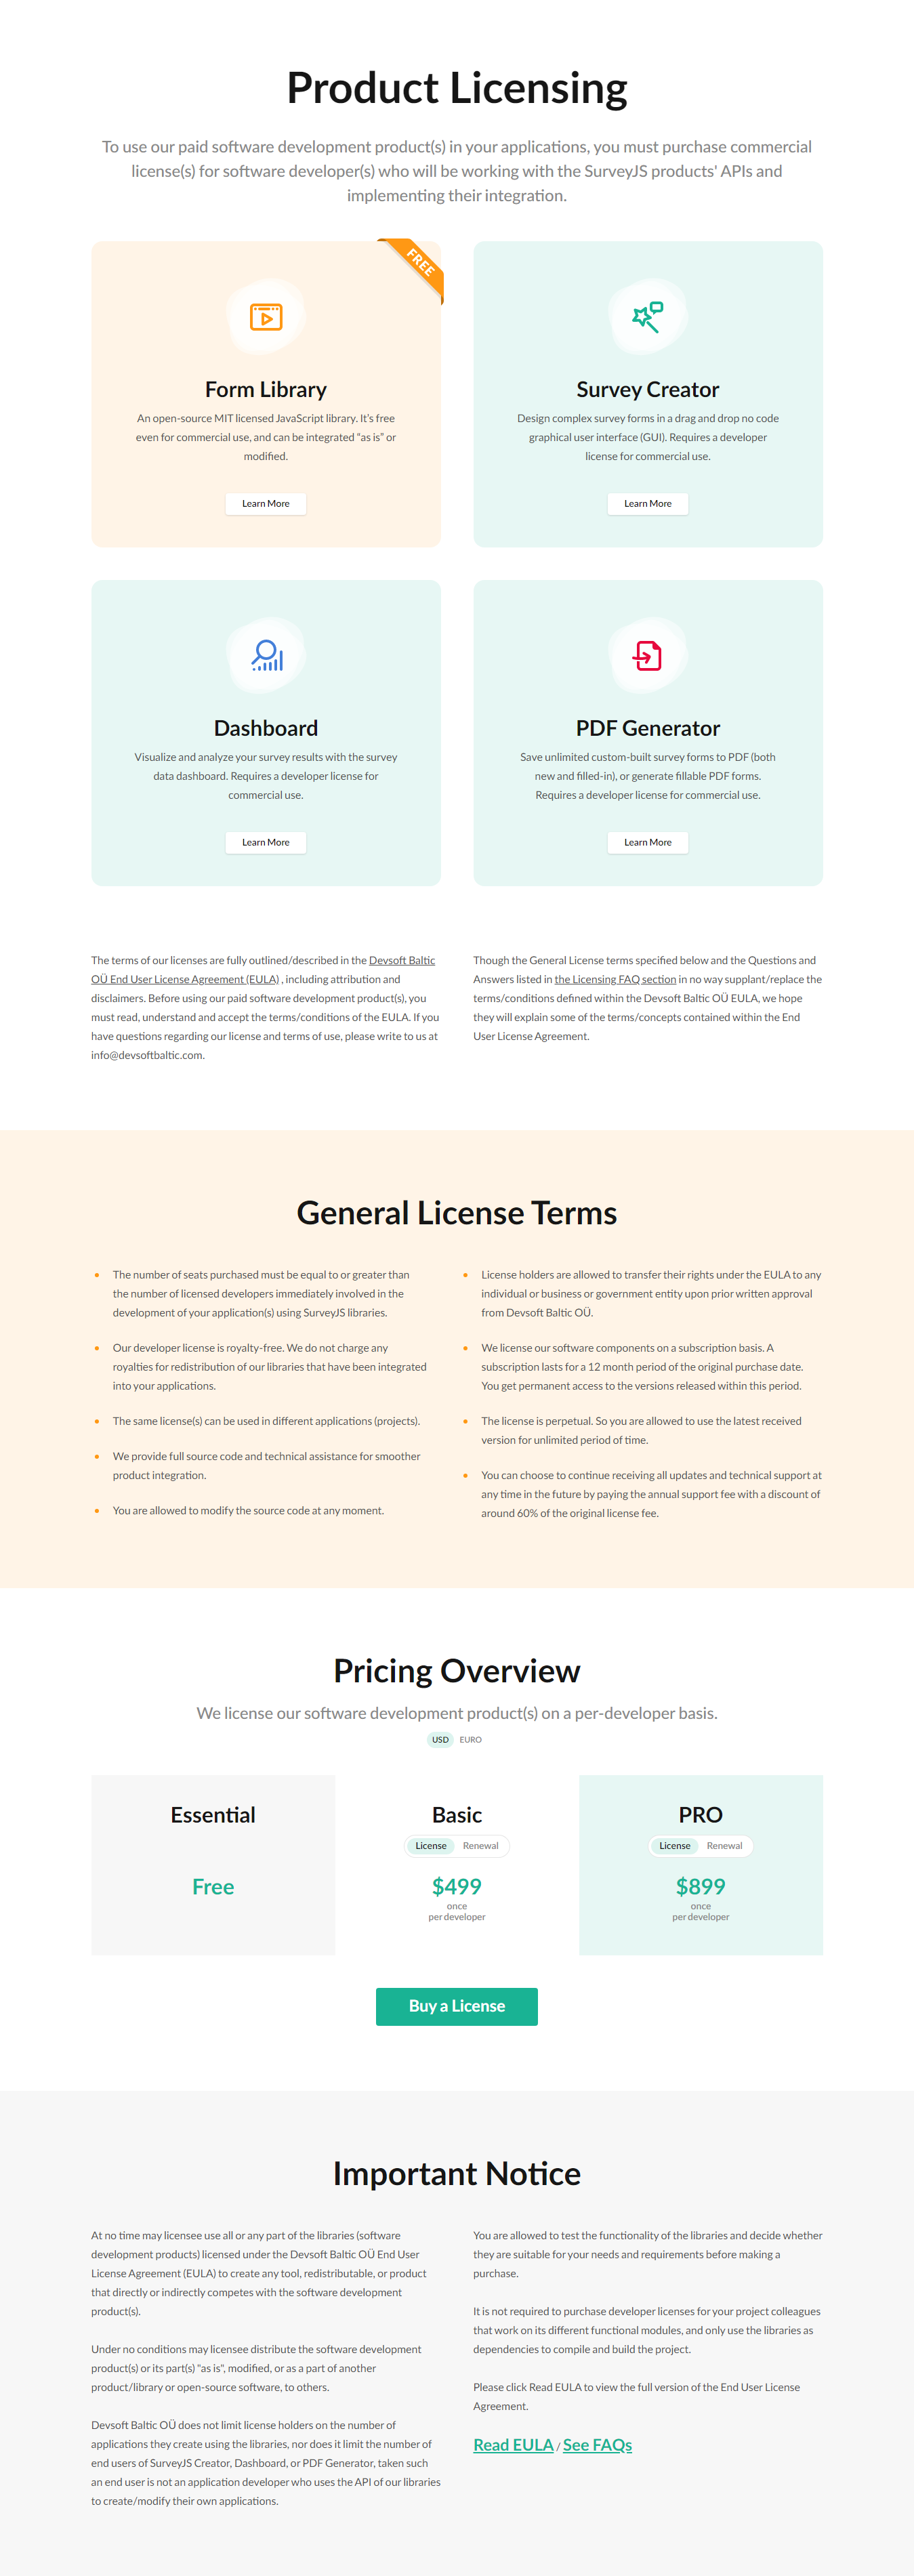 Product Licensing
To use our paid software development product(s) in your applications, you must purchase commercial
license(s) for software developer(s) who will be working with the SurveyJS products' APIs and
implementing their integration.
FREE
Form Library
An open-source MIT licensed JavaScript library. It's free
even for commercial use, and can be integrated "as is" or
modified.
Learn More
Survey Creator
Design complex survey forms in a drag and drop no code
graphical user interface (GUI). Requires a developer
license for commercial use.
Learn More
Dashboard
Visualize and analyze your survey results with the survey
data dashboard. Requires a developer license for
commercial use.
Learn More
PDF Generator
Save unlimited custom-built survey forms to PDF (both
new and filled-in), or generate fillable PDF forms.
Requires a developer license for commercial use.
Learn More
The terms of our licenses are fully outlined/described in the Devsoft Baltic
OÜ End User License Agreement (EULA) , including attribution and
disclaimers. Before using our paid software development product(s), you
must read, understand and accept the terms/conditions of the EULA. If you
have questions regarding our license and terms of use, please write to us at
info@devsoftbaltic.com.
Though the General License terms specified below and the Questions and
Answers listed in the Licensing FAQ section in no way supplant/replace the
terms/conditions defined within the Devsoft Baltic OÜ EULA, we hope
they will explain some of the terms/concepts contained within the End
User License Agreement.
General License Terms
The number of seats purchased must be equal to or greater than
the number of licensed developers immediately involved in the
development of your application(s) using SurveyJS libraries.
Our developer license is royalty-free. We do not charge any
royalties for redistribution of our libraries that have been integrated
into your applications.
The same license(s) can be used in different applications (projects).
We provide full source code and technical assistance for smoother
product integration.
You are allowed to modify the source code at any moment.
License holders are allowed to transfer their rights under the EULA to any
individual or business or government entity upon prior written approval
from Devsoft Baltic OÜ.
We license our software components on a subscription basis. A
subscription lasts for a 12 month period of the original purchase date.
You get permanent access to the versions released within this period.
The license is perpetual. So you are allowed to use the latest received
version for unlimited period of time.
You can choose to continue receiving all updates and technical support at
any time in the future by paying the annual support fee with a discount of
around 60% of the original license fee.
Pricing Overview
We license our software development product(s) on a per-developer basis.
USD EURO
Essential
Free
Basic
License Renewal
$499
once
per developer
PRO
License Renewal
$899
once
per developer
Buy a License
Important Notice
At no time may licensee use all or any part of the libraries (software
development products) licensed under the Devsoft Baltic OÜ End User
License Agreement (EULA) to create any tool, redistributable, or product
that directly or indirectly competes with the software development
product(s).
Under no conditions may licensee distribute the software development
product(s) or its part(s) "as is", modified, or as a part of another
product/library or open-source software, to others.
Devsoft Baltic OÜ does not limit license holders on the number of
applications they create using the libraries, nor does it limit the number of
end users of SurveyJS Creator, Dashboard, or PDF Generator, taken such
an end user is not an application developer who uses the API of our libraries
to create/modify their own applications.
You are allowed to test the functionality of the libraries and decide whether
they are suitable for your needs and requirements before making a
purchase.
It is not required to purchase developer licenses for your project colleagues
that work on its different functional modules, and only use the libraries as
dependencies to compile and build the project.
Please click Read EULA to view the full version of the End User License
Agreement.
Read EULA / See FAQs